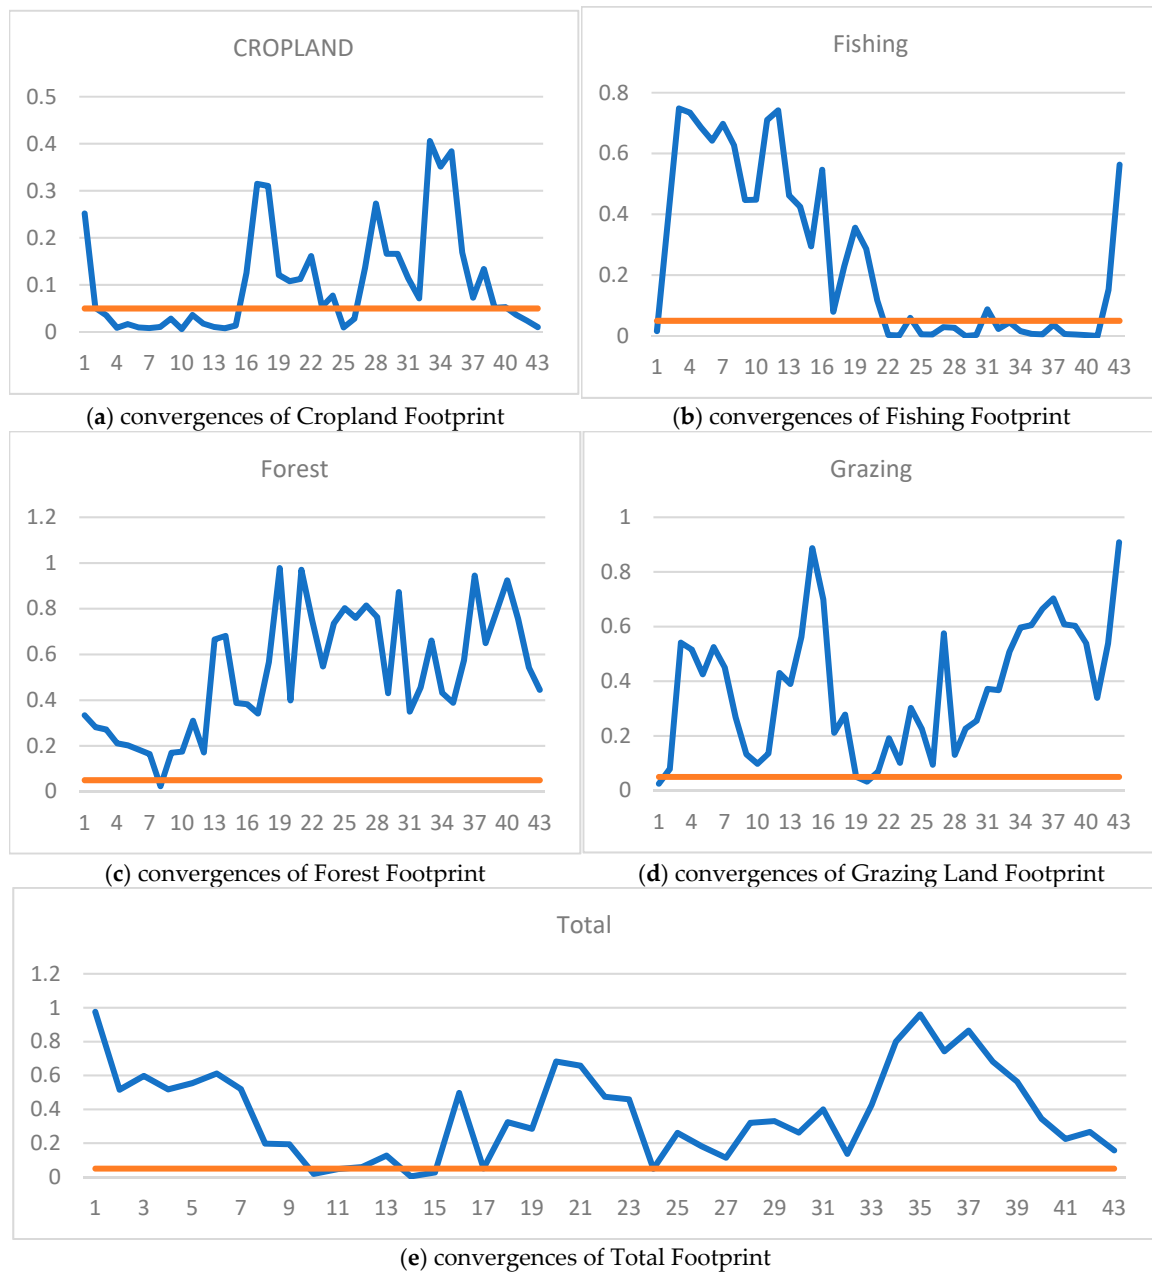 CROPLAND
0.5
0.4
0.3
0.2
0.1
0
1 4 7 10 13 16 19 22 25 28 31 34 37 40 43
(a) convergences of Cropland Footprint
Fishing
0.8
0.6
0.4
0.2
0
1 4 7 10 13 16 19 22 25 28 31 34 37 40 43
(b) convergences of Fishing Footprint
Forest
1.2
1
0.8
0.6
0.4
0.2
0
1 4 7 10 13 16 19 22 25 28 31 34 37 40 43
(c) convergences of Forest Footprint
Grazing
1
0.8
0.6
0.4
0.2
0
1 4 7 10 13 16 19 22 25 28 31 34 37 40 43
(d) convergences of Grazing Land Footprint
Total
1.2
1
0.8
0.6
0.4
0.2
0
1 3 5 7 9 11 13 15 17 19 21 23 25 27 29 31 33 35 37 39 41 43
(e) convergences of Total Footprint